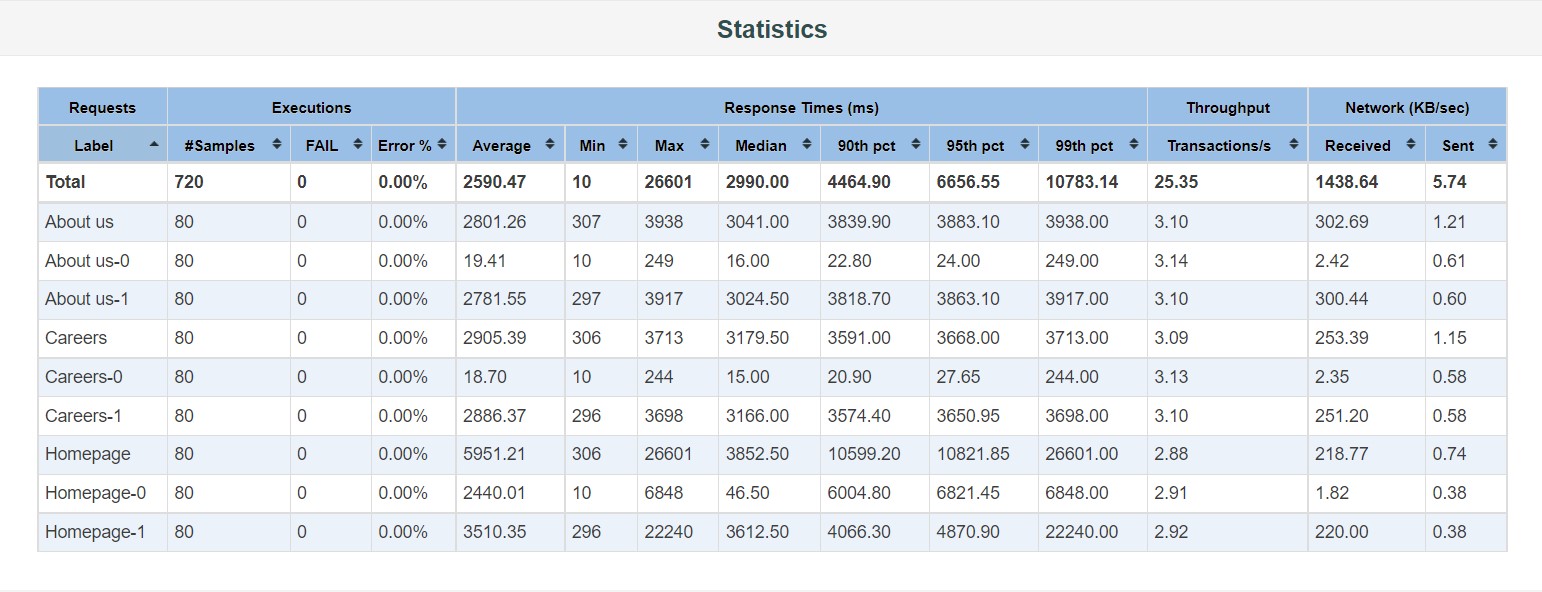 Statistics
Requests Executions Response Times (ms) Throughput Network (KB/sec)
Label #Samples FAIL Error % Average Min Max Median 90th pct 95th pct 99th pct Transactions/s Received Sent
Total 720 0 0.00% 2590.47 10 26601 2990.00 4464.90 6656.55 10783.14 25.35 1438.64 5.74
About us 80 0 0.00% 2801.26 307 3938 3041.00 3839.90 3883.10 3938.00 3.10 302.69 1.21
About us-0 80 0 0.00% 19.41 10 249 16.00 22.80 24.00 249.00 3.14 2.42 0.61
About us-1 80 0 0.00% 2781.55 297 3917 3024.50 3818.70 3863.10 3917.00 3.10 300.44 0.60
Careers 80 0 0.00% 2905.39 306 3713 3179.50 3591.00 3668.00 3713.00 3.09 253.39 1.15
Careers-0 80 0 0.00% 18.70 10 244 15.00 20.90 27.65 244.00 3.13 2.35 0.58
Careers-1 80 0 0.00% 2886.37 296 3698 3166.00 3574.40 3650.95 3698.00 3.10 251.20 0.58
Homepage 80 0 0.00% 5951.21 306 26601 3852.50 10599.20 10821.85 26601.00 2.88 218.77 0.74
Homepage-0 80 0 0.00% 2440.01 10 6848 46.50 6004.80 6821.45 6848.00 2.91 1.82 0.38
Homepage-1 80 0 0.00% 3510.35 296 22240 3612.50 4066.30 4870.90 22240.00 2.92 220.00 0.38